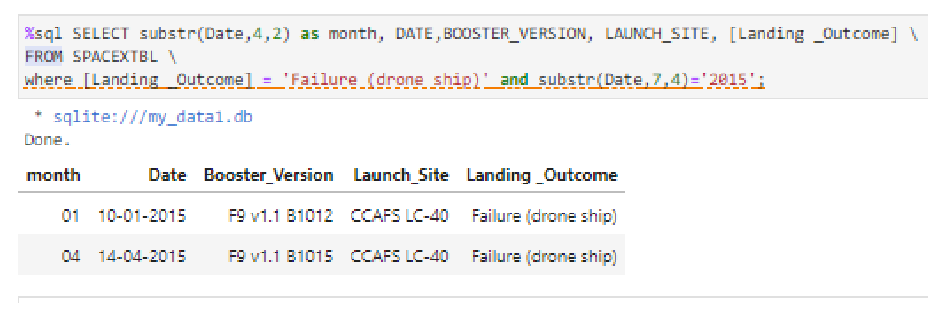 %sql SELECT substr(Date,4,2) as month, DATE,BOOSTER_VERSION, LAUNCH_SITE, [Landing _Outcome] \
FROM SPACEXTBL \
where [Landing _Outcome] = 'Failure (drone ship)' and substr(Date,7,4)='2015';
* sqlite:///my_data1.db
Done.
month Date Booster_Version Launch_Site Landing _Outcome
01 10-01-2015 F9 v1.1 B1012 CCAFS LC-40 Failure (drone ship)
04 14-04-2015 F9 v1.1 B1015 CCAFS LC-40 Failure (drone ship)